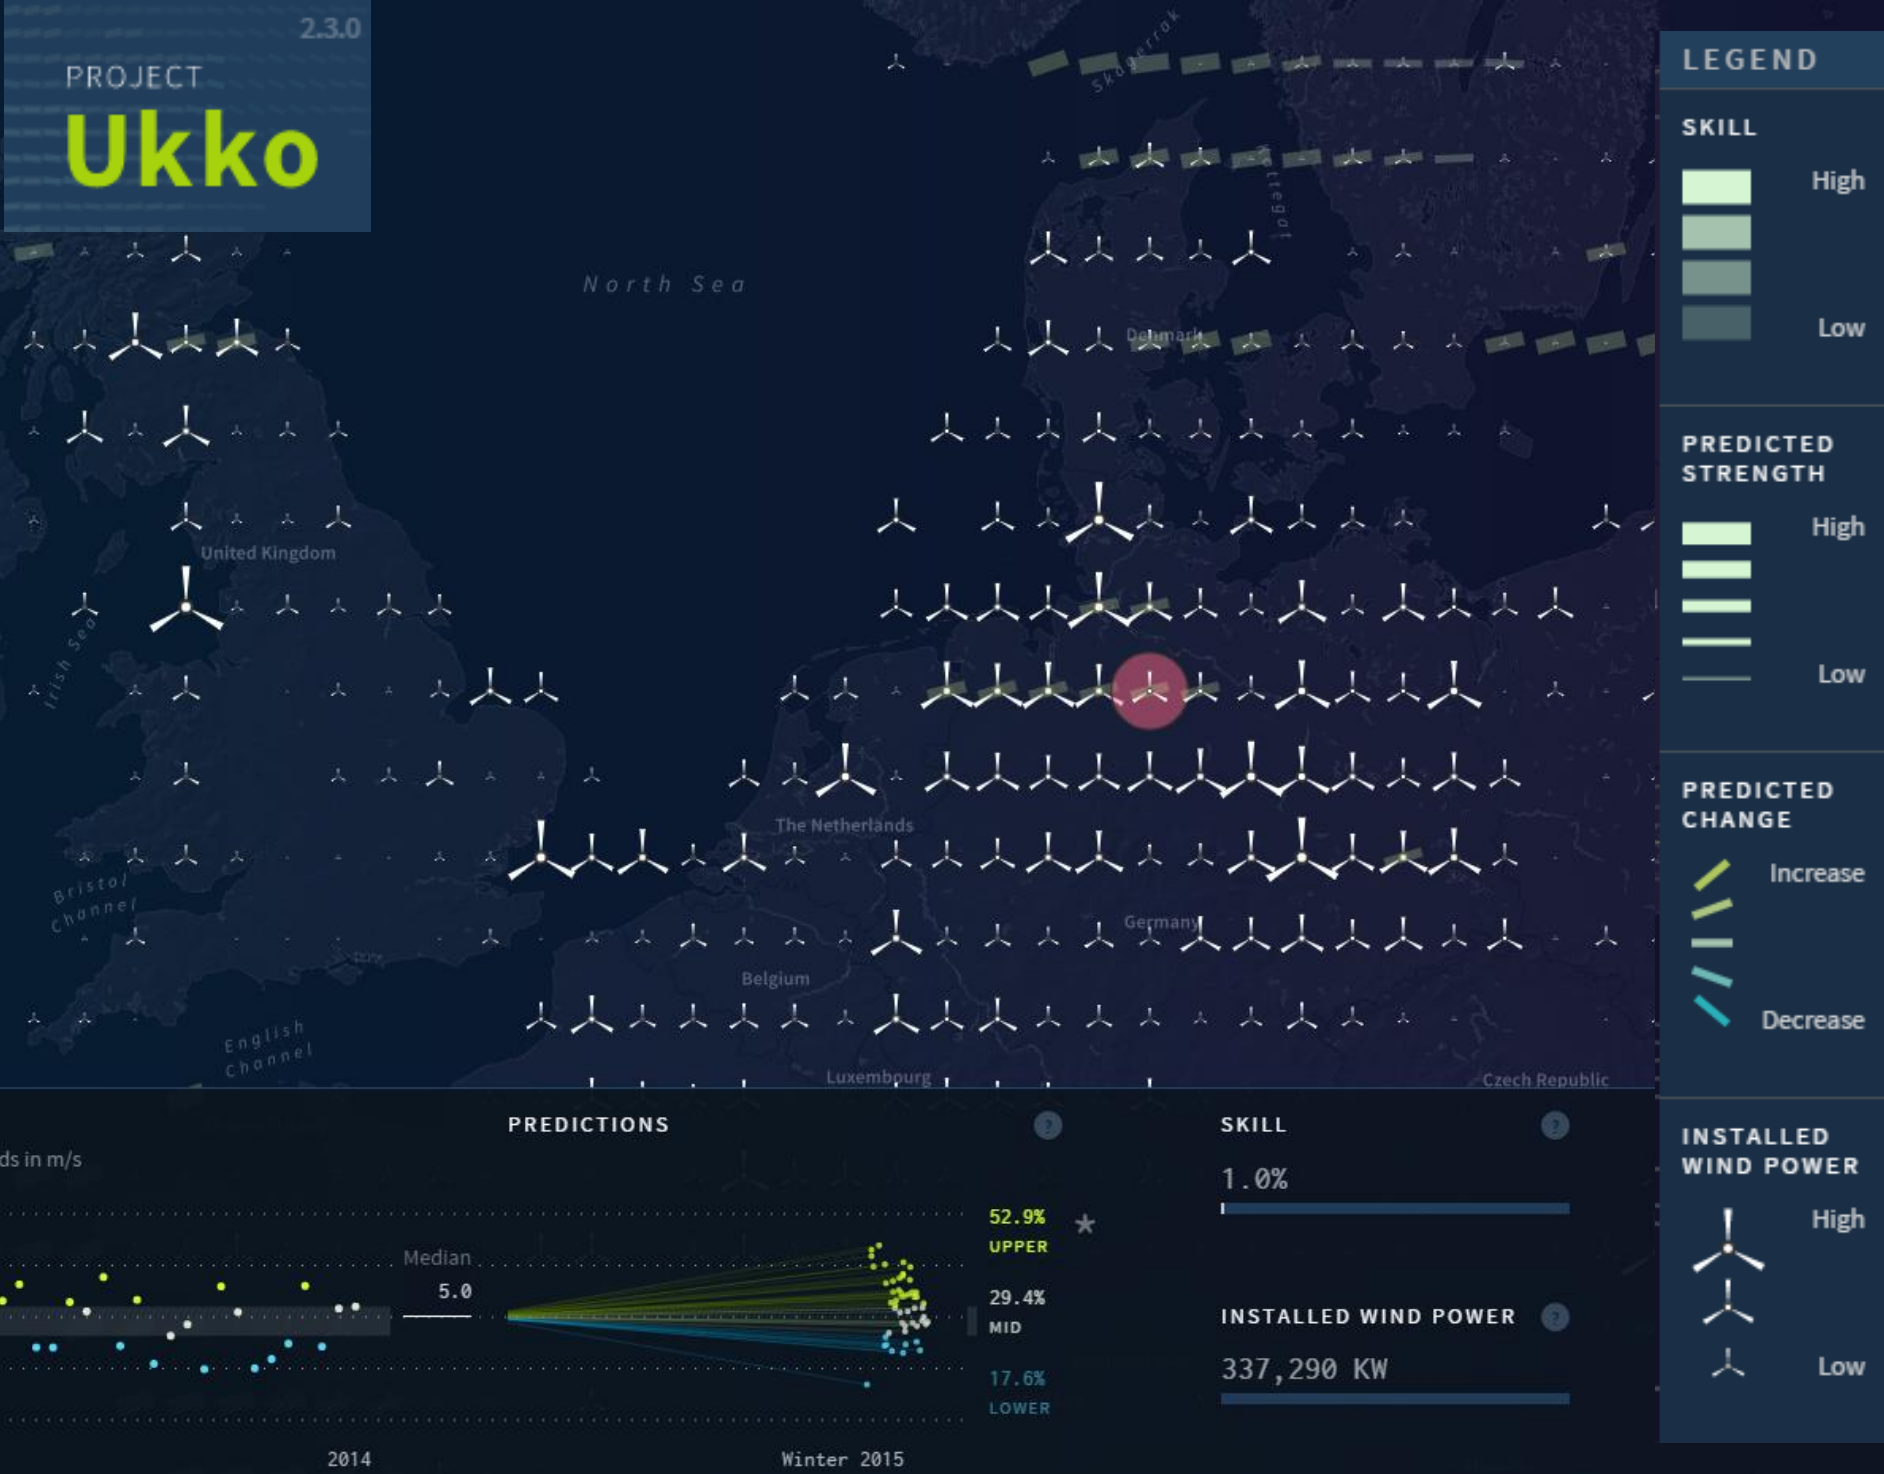 2.3.0
PROJECT
Ukko
Skagerrak
Kattegat
North Sea
Denmark
United Kingdom
Irish Sea
The Netherlands
Bristol
Channel
Germany
Belgium
English
Channel
Luxembourg
Czech Republic
LEGEND
SKILL
High
Low
PREDICTED
STRENGTH
High
Low
PREDICTED
CHANGE
Increase
Decrease
INSTALLED
WIND POWER
High
Low
ds in m/s
Median
5.0
2014
PREDICTIONS
?
52.9%
UPPER
29.4%
MID
17.6%
LOWER
Winter 2015
SKILL
?
1.0%
INSTALLED WIND POWER
?
337,290 KW